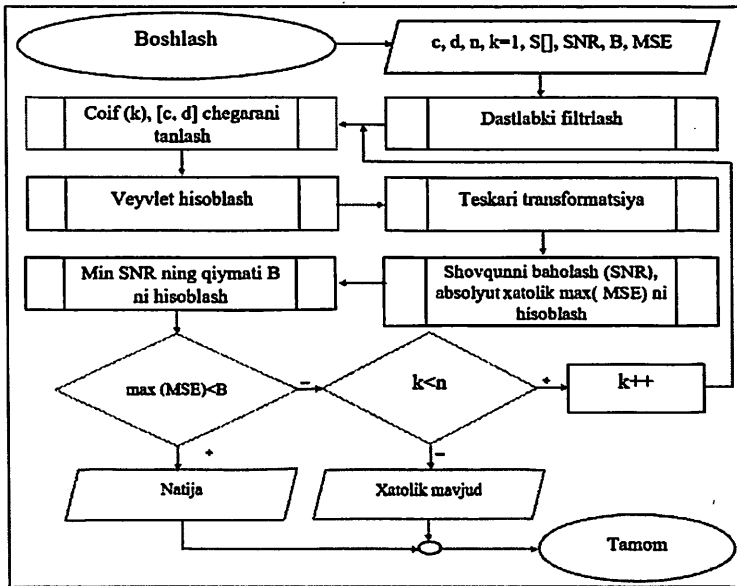 Boshlash
c, d, n, k=1, S[], SNR, B, MSE
Dastlabki filtrlash
Coif (k), [c, d] chegarani
tanlash
Veyvlet hisoblash
Teskari transformatsiya
Shovqunni baholash (SNR),
absolyut xatolik max( MSE) ni
hisoblash
Min SNR ning qiymati B
ni hisoblash
max (MSE)<B
–
k<n
+
k++
+
–
Natija
Xatolik mavjud
Tamom